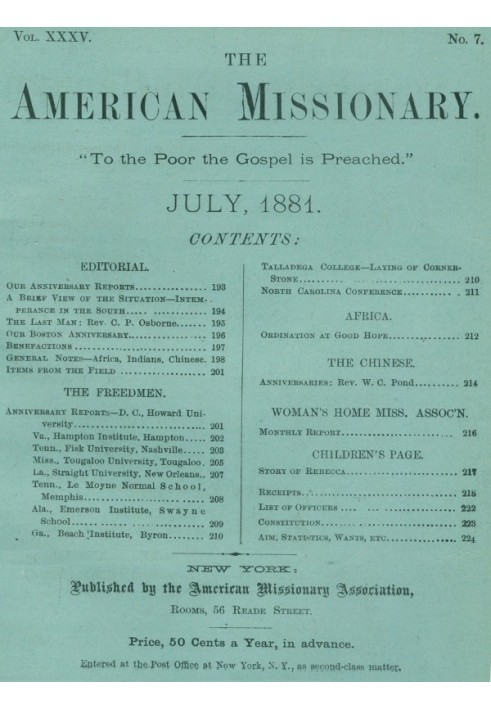 VOL. XXXV.
No. 7.
THE
AMERICAN MISSIONARY.
"To the Poor the Gospel is Preached."
JULY, 1881.
CONTENTS:
EDITORIAL.
OUR ANNIVERSARY REPORTS 193
A BRIEF VIEW OF THE SITUATION—INTEM-
PERANCE IN THE SOUTH 194
THE LAST MAN: Rev. C. P. Osborne 195
OUR BOSTON ANNIVERSARY 196
BENEFACTIONS 197
GENERAL NOTES—Africa, Indians, Chinese. 198
ITEMS FROM THE FIELD 201
THE FREEDMEN.
ANNIVERSARY REPORTS—D. C., Howard Uni-
versity 201
Va., Hampton Institute, Hampton 202
Tenn., Fisk University, Nashville 203
Miss., Tougaloo University, Tougaloo. 205
La., Straight University, New Orleans. 207
Tenn., Le Moyne Normal School,
Memphis 208
Ala., Emerson Institute, Swayne
School 209
Ga., Beach Institute, Byron 210
TALLADEGA COLLEGE—LAYING OF CORNER-
STONE 210
NORTH CAROLINA CONFERENCE 211
AFRICA.
ORDINATION AT GOOD HOPE 212
THE CHINESE.
ANNIVERSARIES: Rev. W. C. Pond 214
WOMAN'S HOME MISS. ASSOC'N.
MONTHLY REPORT 216
CHILDREN'S PAGE.
STORY OF REBECCA 217
RECEIPTS 218
LIST OF OFFICERS 222
CONSTITUTION 223
AIM, STATISTICS, WANTS, ETC. 224
NEW YORK:
Published by the American Missionary Association,
ROOMS, 56 READE STREET.
Price, 50 Cents a Year, in advance.
Entered at the Post Office at New York, N. Y., as second-class matter.